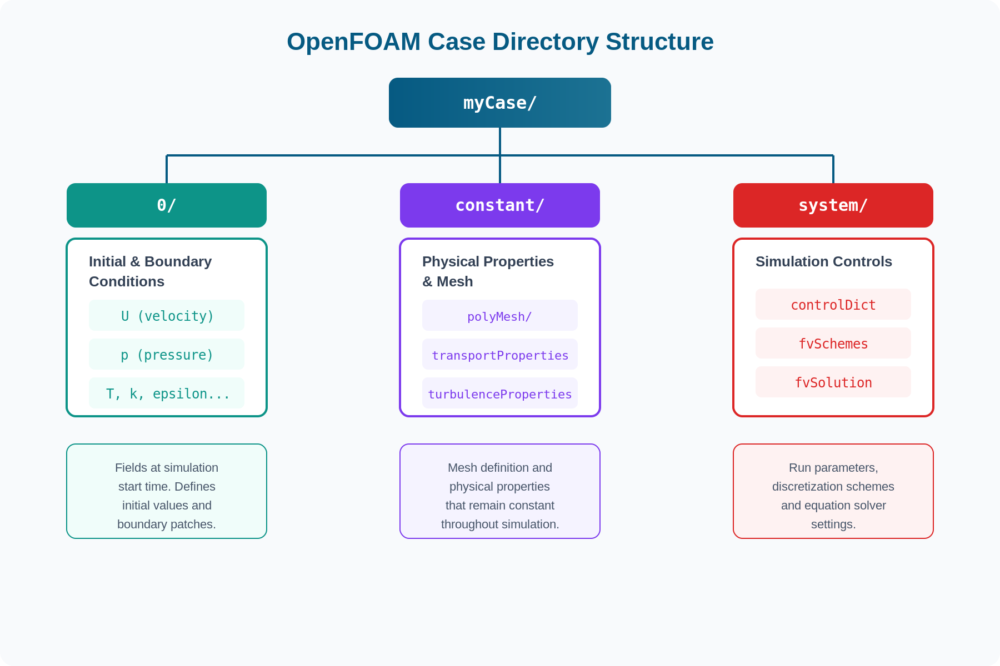 OpenFOAM Case Directory Structure
myCase/
0/
constant/
system/
Initial & Boundary
Conditions
U (velocity)
p (pressure)
T, k, epsilon...
Physical Properties
& Mesh
polyMesh/
transportProperties
turbulenceProperties
Simulation Controls
controlDict
fvSchemes
fvSolution
Fields at simulation
start time. Defines
initial values and
boundary patches.
Mesh definition and
physical properties
that remain constant
throughout simulation.
Run parameters,
discretization schemes
and equation solver
settings.